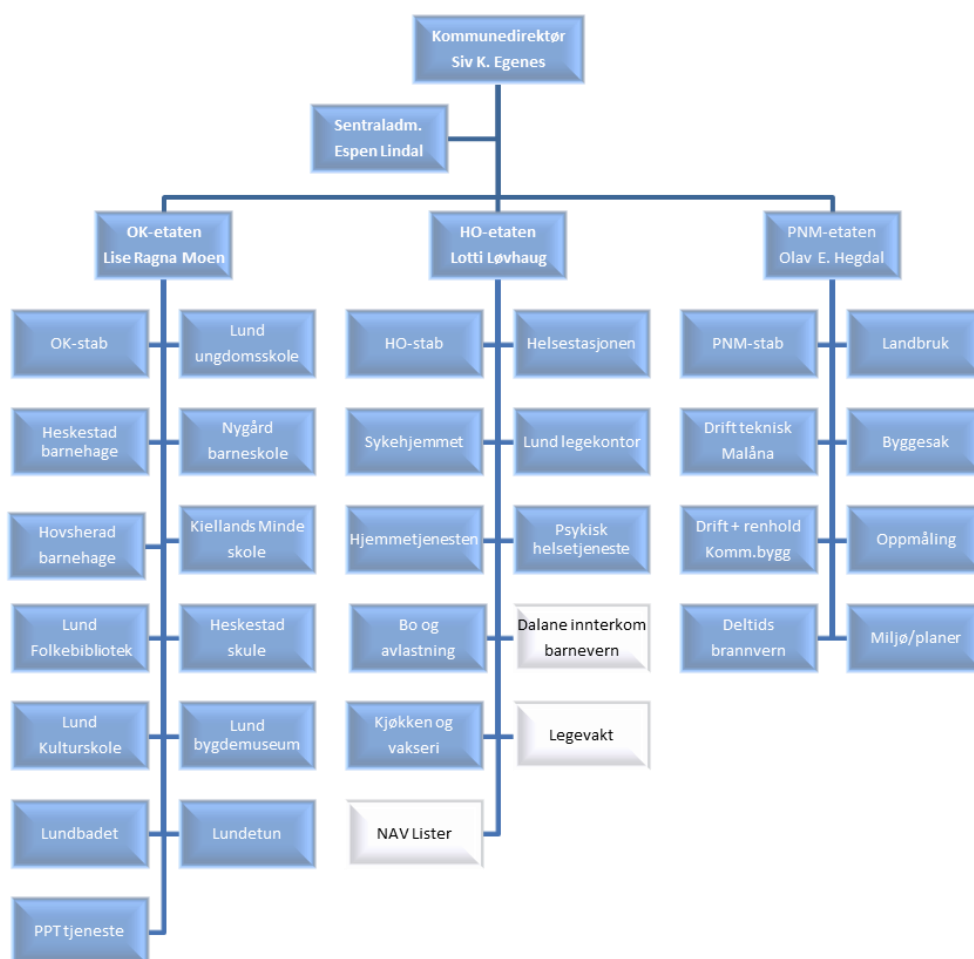 Kommunedirektør
Siv K. Egenes
Sentraladm.
Espen Lindal
OK-etaten
Lise Ragna Moen
HO-etaten
Lotti Løvhaug
PNM-etaten
Olav E. Hegdal
OK-stab
Lund
ungdomsskole
HO-stab
Helsestasjonen
PNM-stab
Landbruk
Heskestad
barnehage
Nygård
barneskole
Sykehjemmet
Lund legekontor
Drift teknisk
Malåna
Byggesak
Hovsherad
barnehage
Kiellands Minde
skole
Hjemmetjenesten
Psykisk
helsetjeneste
Drift + renhold
Komm.bygg
Oppmåling
Lund
Folkebibliotek
Heskestad
skule
Bo og
avlastning
Dalane innterkom
barnevern
Deltids
brannvern
Miljø/planer
Lund
Kulturskole
Lund
bygdemuseum
Kjøkken og
vakseri
Legevakt
Lundbadet
Lundetun
NAV Lister
PPT tjeneste